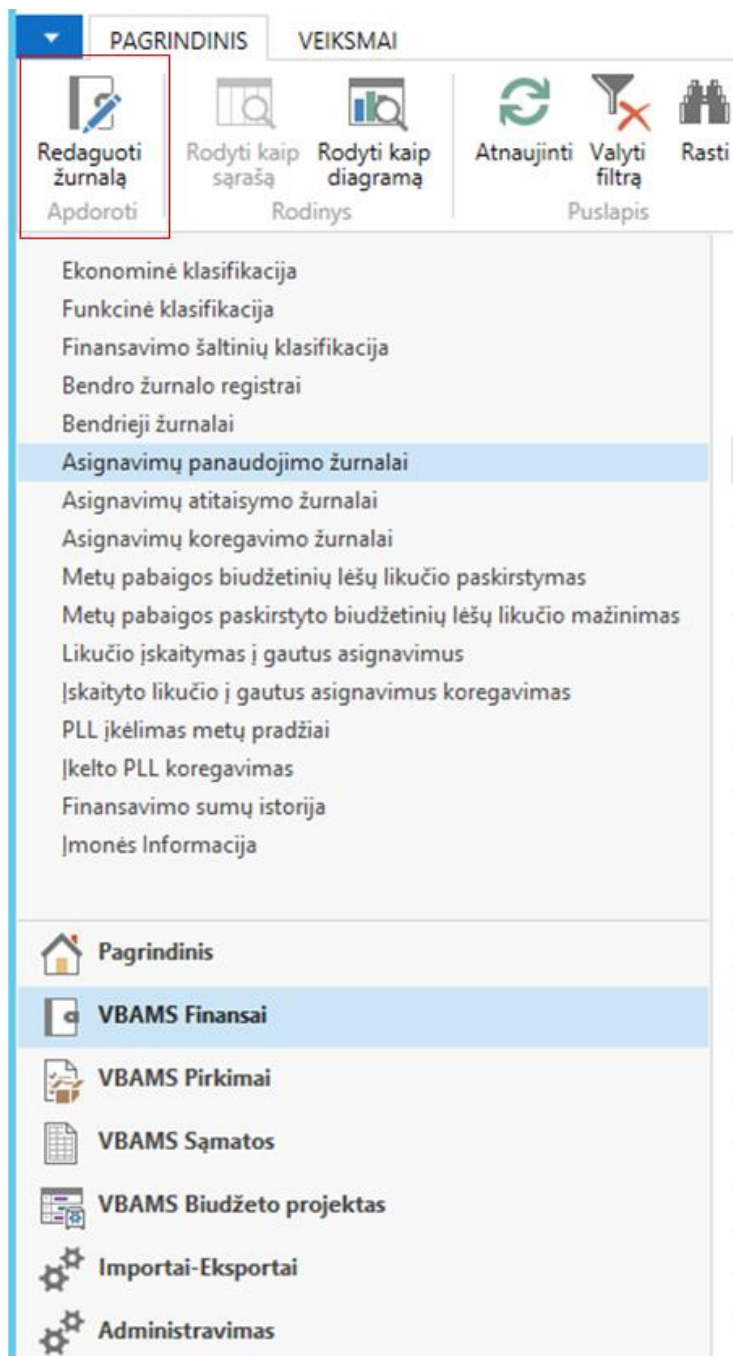 PAGRINDINIS VEIKSMAI
Redaguoti žurnalą
Rodyti kaip sąrašą
Rodyti kaip diagramą
Atnaujinti
Valyti filtrą
Rasti
Apdoroti
Rodinys
Puslapis
Ekonominė klasifikacija
Funkcinė klasifikacija
Finansavimo šaltinių klasifikacija
Bendro žurnalo registrai
Bendrieji žurnalai
Asignavimų panaudojimo žurnalai
Asignavimų atitaisymo žurnalai
Asignavimų koregavimo žurnalai
Metų pabaigos biudžetinių lėšų likučio paskirstymas
Metų pabaigos paskirstyto biudžetinių lėšų likučio mažinimas
Likučio įskaitymas į gautus asignavimus
Įskaityto likučio į gautus asignavimus koregavimas
PLL įkėlimas metų pradžiai
Įkelto PLL koregavimas
Finansavimo sumų istorija
Įmonės Informacija
Pagrindinis
VBAMS Finansai
VBAMS Pirkimai
VBAMS Sąmatos
VBAMS Biudžeto projektas
Importai-Eksportai
Administravimas